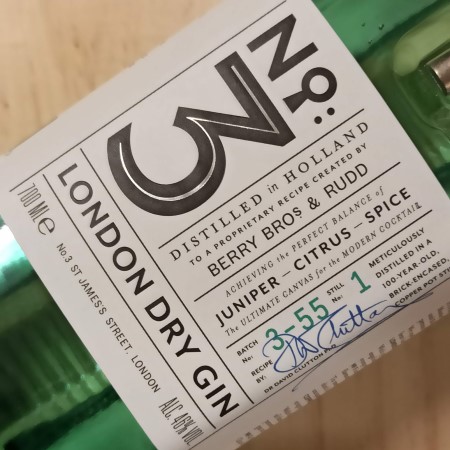 No:
3
DISTILLED in HOLLAND
TO A PROPRIETARY RECIPE CREATED BY
BERRY BROS & RUDD
ACHIEVING the PERFECT BALANCE of
JUNIPER – CITRUS – SPICE
The ULTIMATE CANVAS for the MODERN COCKTAIL
BATCH No: 3-55
STILL No: 1
METICULOUSLY
DISTILLED IN A
100-YEAR-OLD,
BRICK-ENCASED,
COPPER POT
RECIPE BY:
DR DAVID CLUTTON
LONDON DRY GIN
700 ML e
No.3 ST JAMES'S STREET, LONDON
ALC. 46% VOL